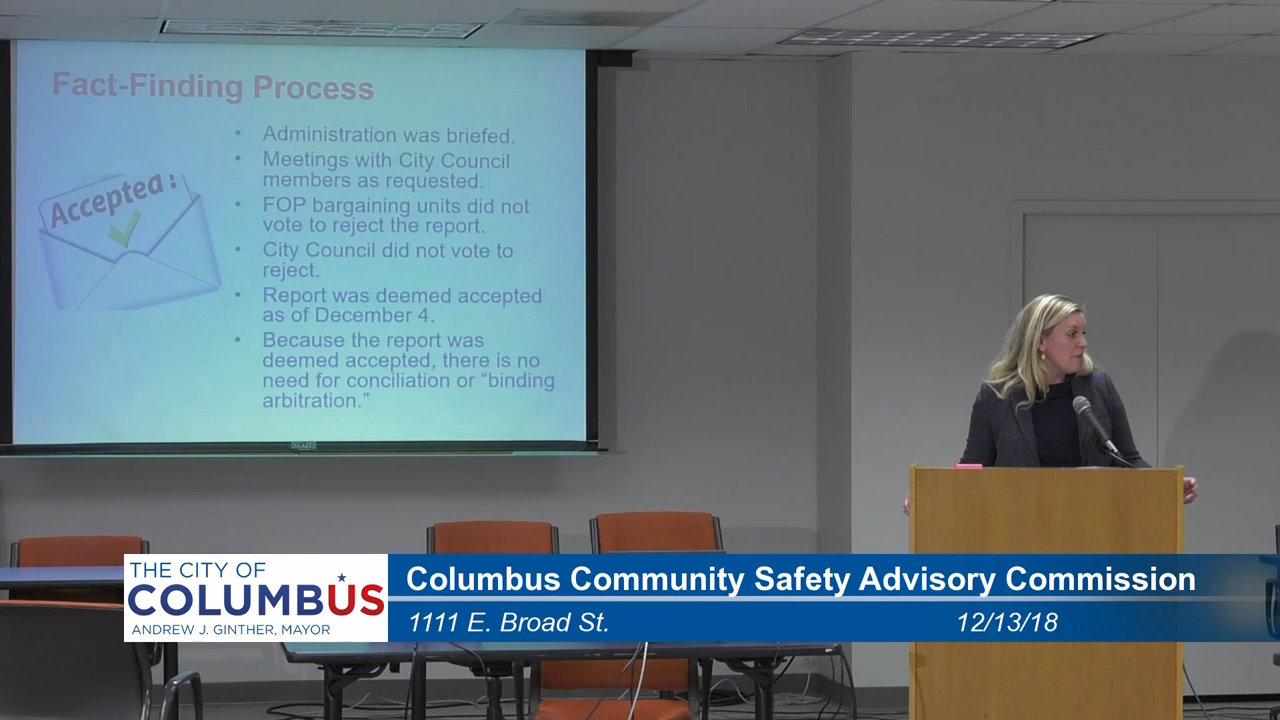 Fact-Finding Process
• Administration was briefed.
• Meetings with City Council
members as requested.
• FOP bargaining units did not
vote to reject the report.
• City Council did not vote to
reject.
• Report was deemed accepted
as of December 4.
• Because the report was
deemed accepted, there is no
need for conciliation or “binding
arbitration.”
Accepted!
THE CITY OF
COLUMBUS
ANDREW J. GINTHER, MAYOR
Columbus Community Safety Advisory Commission
1111 E. Broad St. 12/13/18